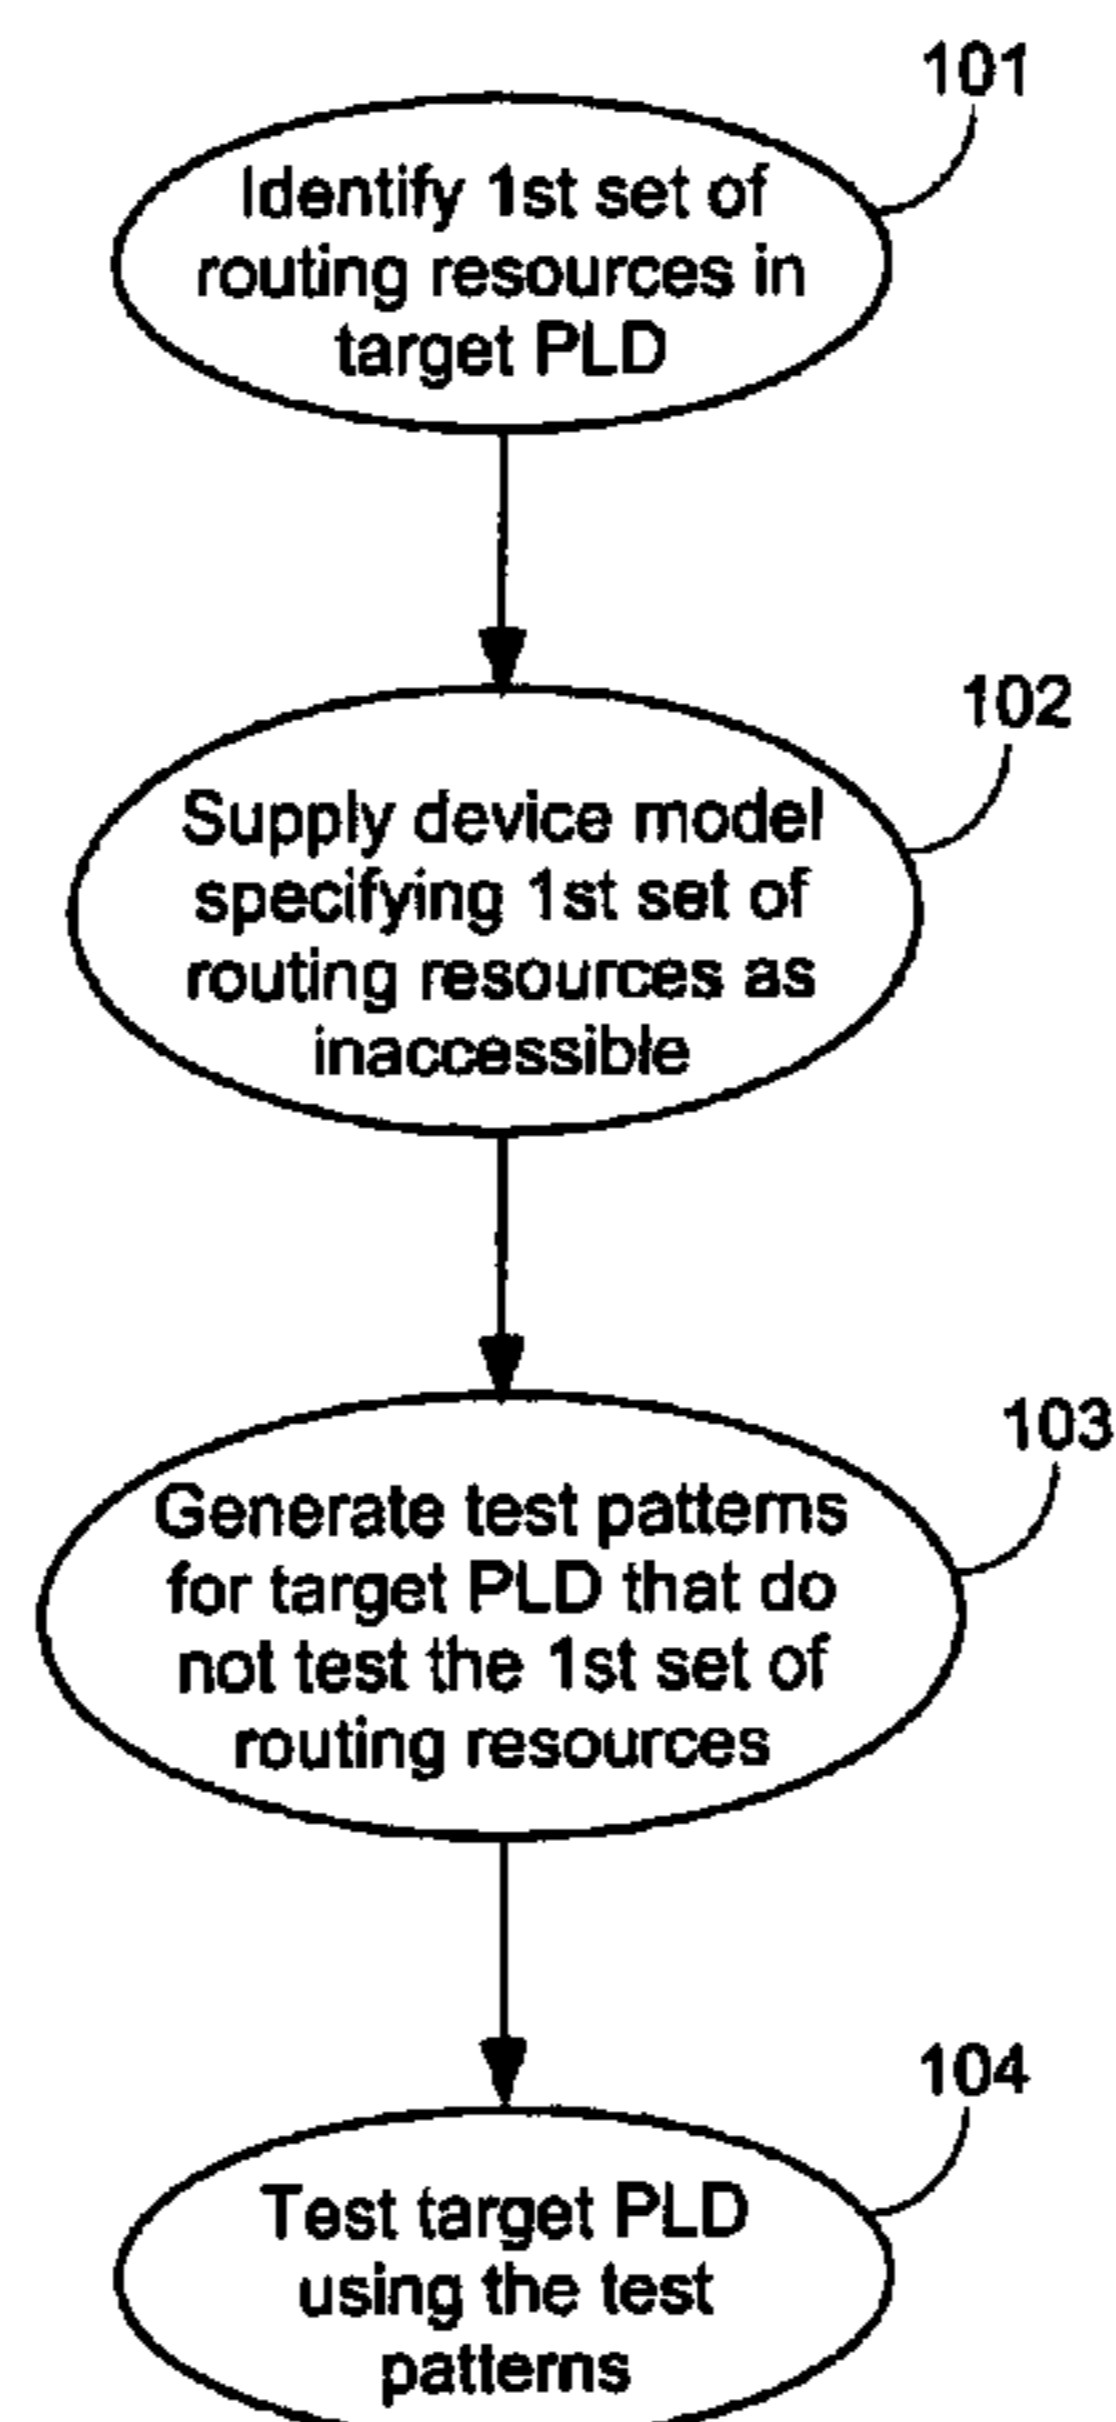 101
Identify 1st set of
routing resources in
target PLD
102
Supply device model
specifying 1st set of
routing resources as
inaccessible
103
Generate test patterns
for target PLD that do
not test the 1st set of
routing resources
104
Test target PLD
using the test
patterns